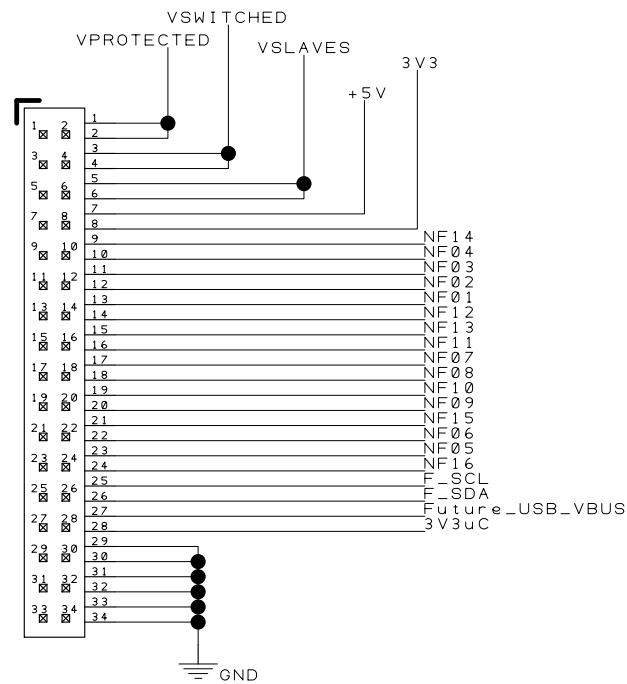 VSWITCHED
VPROTECTED
VSLAVES
3V3
+5V
1 2
3 4
5 6
7 8
9 10
11 12
13 14
15 16
17 18
19 20
21 22
23 24
25 26
27 28
29 30
31 32
33 34
1
2
3
4
5
6
7
8
9 NF14
10 NF04
11 NF03
12 NF02
13 NF01
14 NF12
15 NF13
16 NF11
17 NF07
18 NF08
19 NF10
20 NF09
21 NF15
22 NF06
23 NF05
24 NF16
25 F_SCL
26 F_SDA
27 Future_USB_VBUS
28 3V3uC
29
30
31
32
33
34
GND